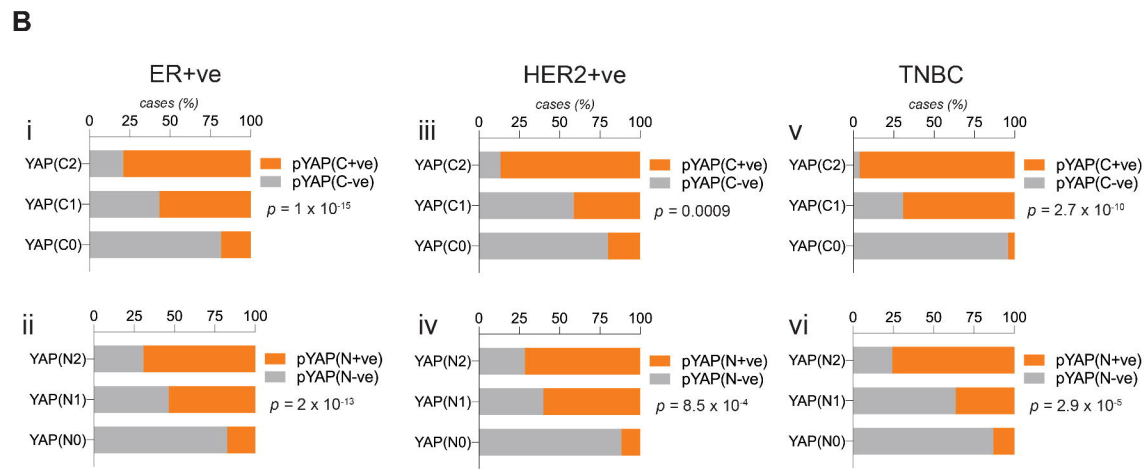 B
ER+ve
cases (%)
i
0 25 50 75 100
YAP(C2)
YAP(C1)
YAP(C0)
pYAP(C+ve)
pYAP(C-ve)
p = 1 x 10⁻¹⁵
ii
0 25 50 75 100
YAP(N2)
YAP(N1)
YAP(N0)
pYAP(N+ve)
pYAP(N-ve)
p = 2 x 10⁻¹³
HER2+ve
cases (%)
iii
0 25 50 75 100
YAP(C2)
YAP(C1)
YAP(C0)
pYAP(C+ve)
pYAP(C-ve)
p = 0.0009
iv
0 25 50 75 100
YAP(N2)
YAP(N1)
YAP(N0)
pYAP(N+ve)
pYAP(N-ve)
p = 8.5 x 10⁻⁴
TNBC
cases (%)
v
0 25 50 75 100
YAP(C2)
YAP(C1)
YAP(C0)
pYAP(C+ve)
pYAP(C-ve)
p = 2.7 x 10⁻¹⁰
vi
0 25 50 75 100
YAP(N2)
YAP(N1)
YAP(N0)
pYAP(N+ve)
pYAP(N-ve)
p = 2.9 x 10⁻⁵